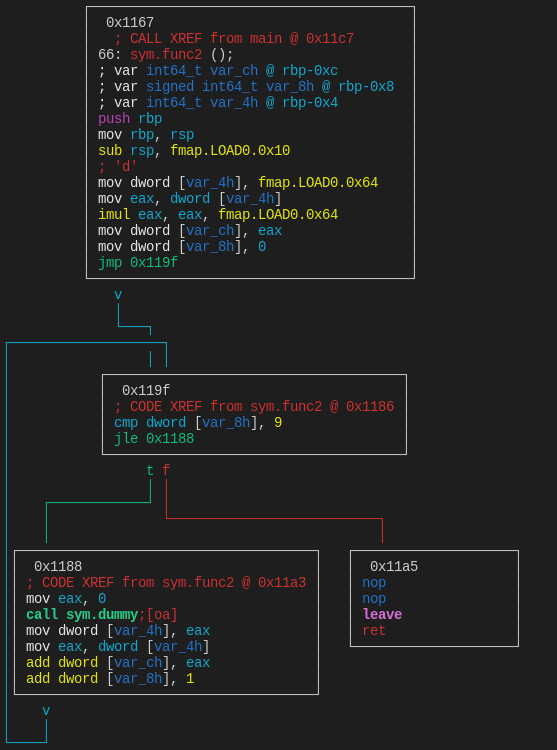 0x1167
; CALL XREF from main @ 0x11c7
66: sym.func2 ();
; var int64_t var_ch @ rbp-0xc
; var signed int64_t var_8h @ rbp-0x8
; var int64_t var_4h @ rbp-0x4
push rbp
mov rbp, rsp
sub rsp, fmap.LOAD0.0x10
; 'd'
mov dword [var_4h], fmap.LOAD0.0x64
mov eax, dword [var_4h]
imul eax, eax, fmap.LOAD0.0x64
mov dword [var_ch], eax
mov dword [var_8h], 0
jmp 0x119f
v
0x119f
; CODE XREF from sym.func2 @ 0x1186
cmp dword [var_8h], 9
jle 0x1188
t f
0x1188
; CODE XREF from sym.func2 @ 0x11a3
mov eax, 0
call sym.dummy;[oa]
mov dword [var_4h], eax
mov eax, dword [var_4h]
add dword [var_ch], eax
add dword [var_8h], 1
v
0x11a5
nop
nop
leave
ret